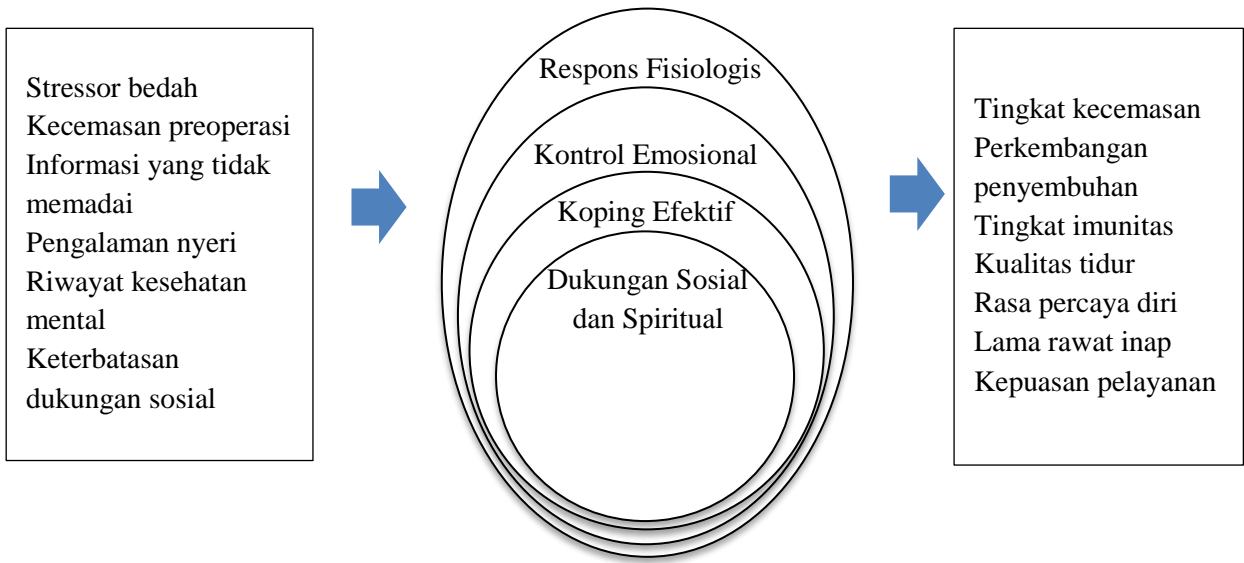 Stressor bedah
Kecemasan preoperasi
Informasi yang tidak
memadai
Pengalaman nyeri
Riwayat kesehatan
mental
Keterbatasan
dukungan sosial
Respons Fisiologis
Kontrol Emosional
Koping Efektif
Dukungan Sosial
dan Spiritual
Tingkat kecemasan
Perkembangan
penyembuhan
Tingkat imunitas
Kualitas tidur
Rasa percaya diri
Lama rawat inap
Kepuasan pelayanan